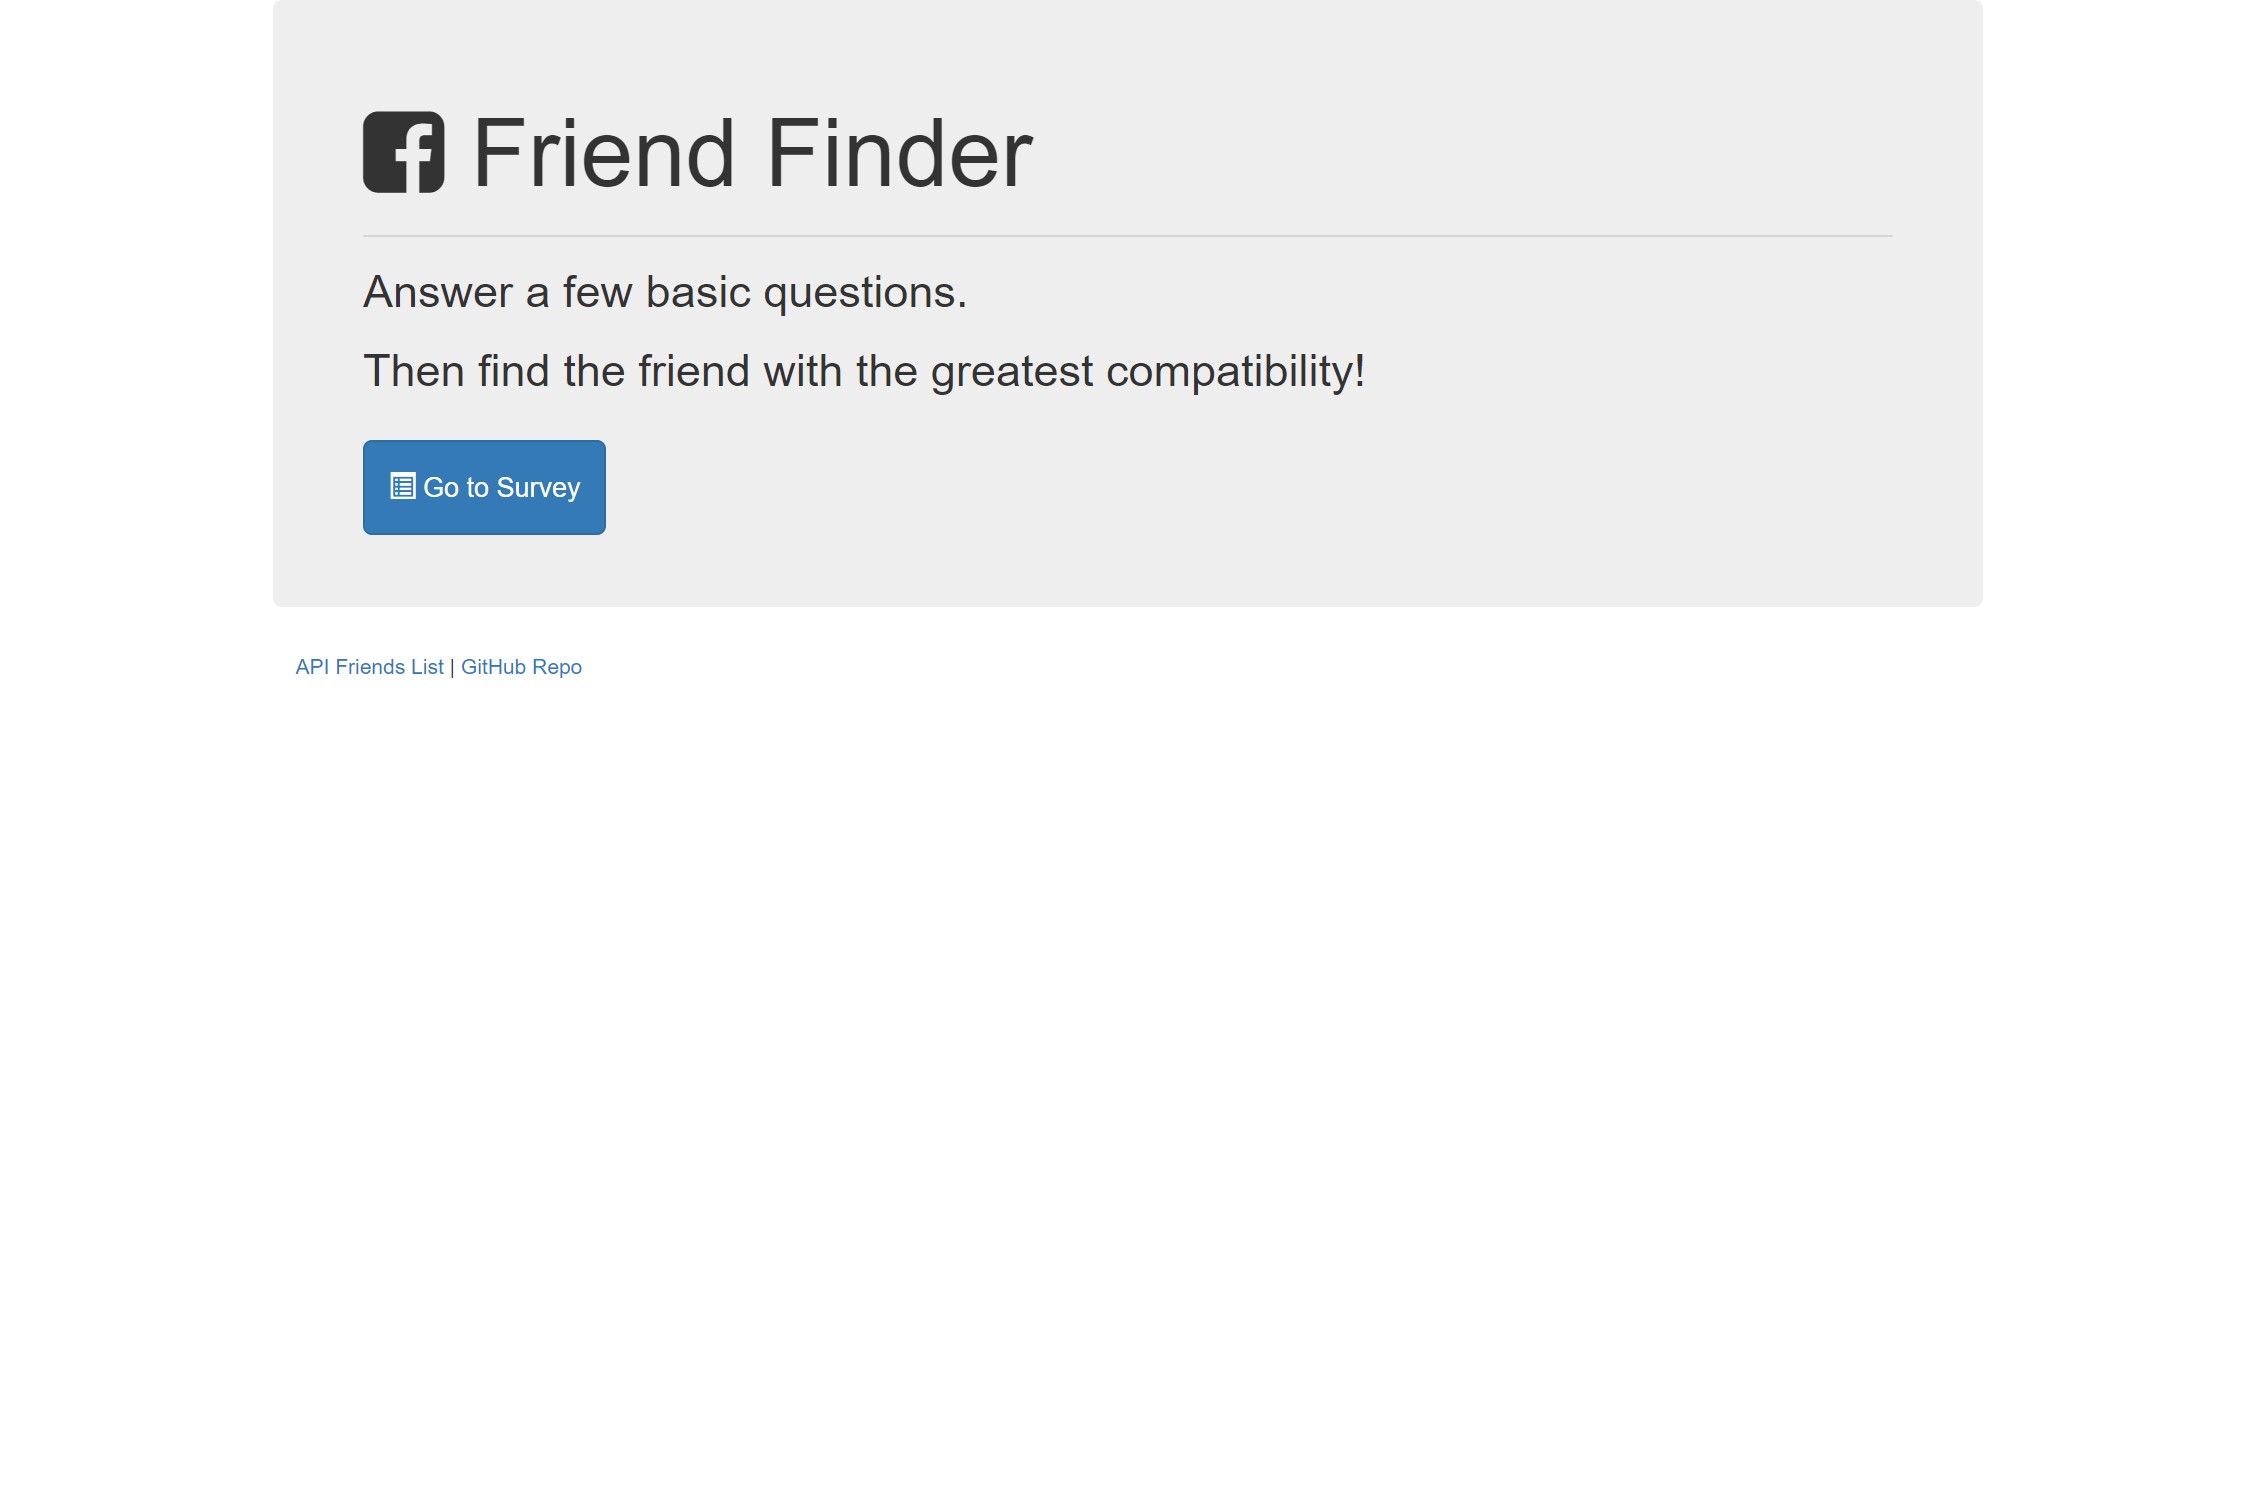 Friend Finder
Answer a few basic questions.
Then find the friend with the greatest compatibility!
Go to Survey
API Friends List | GitHub Repo